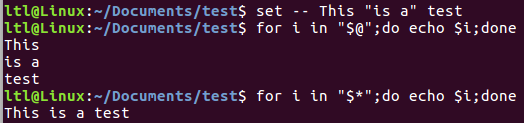 ltl@Linux:~/Documents/test$ set -- This "is a" test
ltl@Linux:~/Documents/test$ for i in "$@";do echo $i;done
This
is a
test
ltl@Linux:~/Documents/test$ for i in "$*";do echo $i;done
This is a test